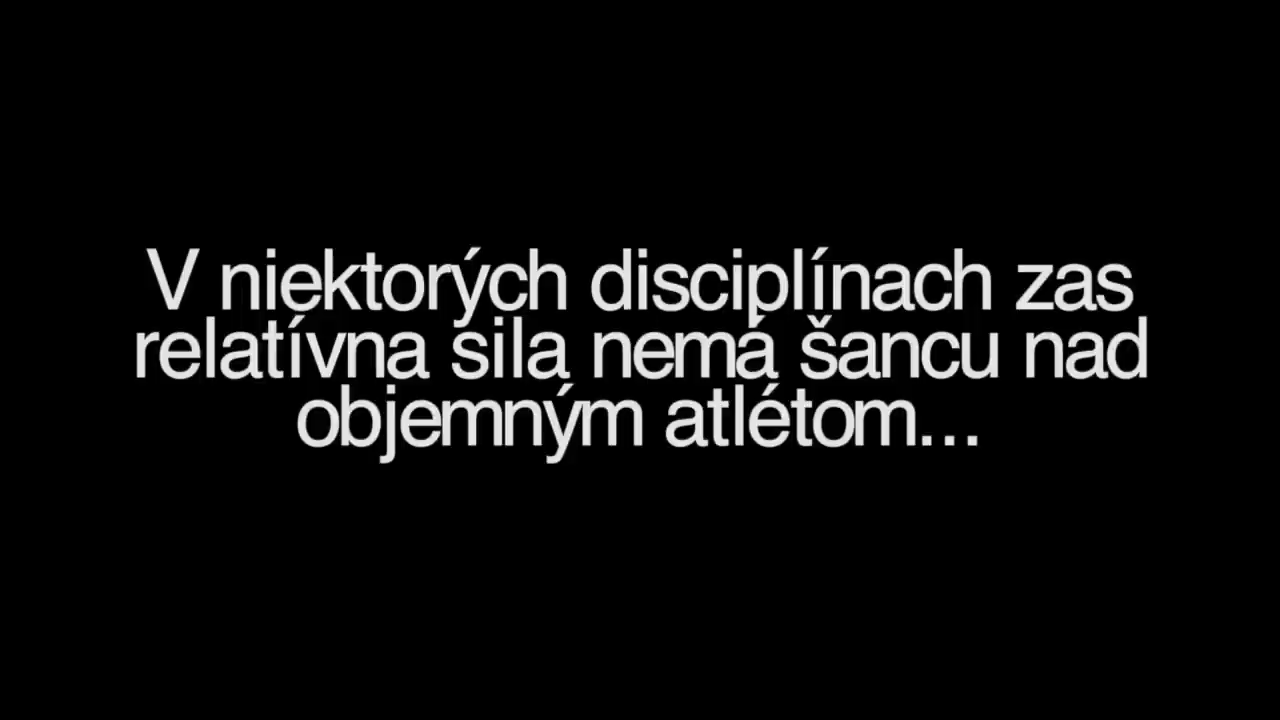 V niektorých disciplínach zas
relatívna sila nemá šancu nad
objemným atlétom...